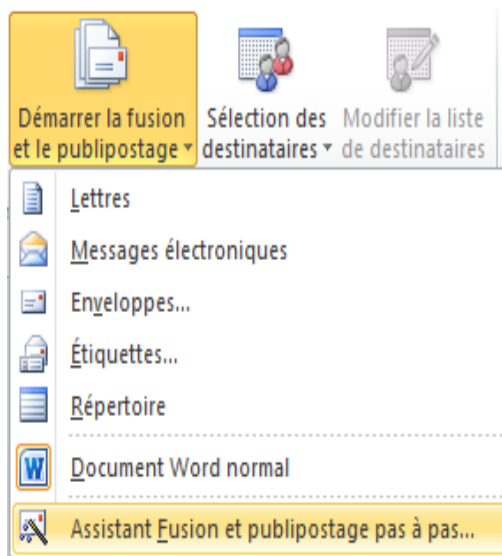 Démarrer la fusion Sélection des Modifier la liste
et le publipostage destinataires de destinataires
Lettres
Messages électroniques
Enveloppes...
Étiquettes...
Répertoire
Document Word normal
Assistant Fusion et publipostage pas à pas...